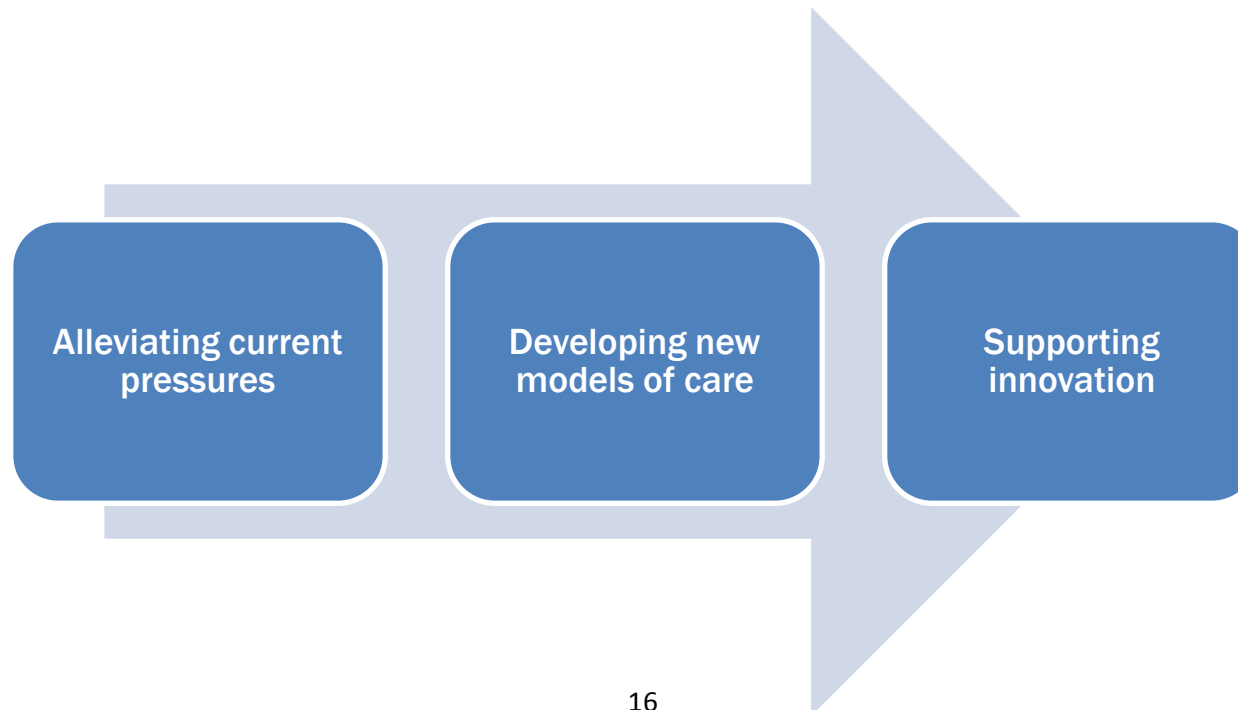 Alleviating current
pressures
Developing new
models of care
Supporting
innovation
16